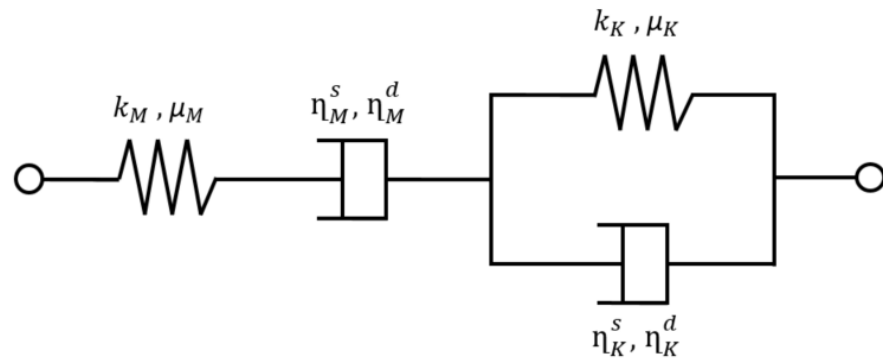 k_K , μ_K
η_M^s, η_M^d
k_M , μ_M
η_K^s, η_K^d